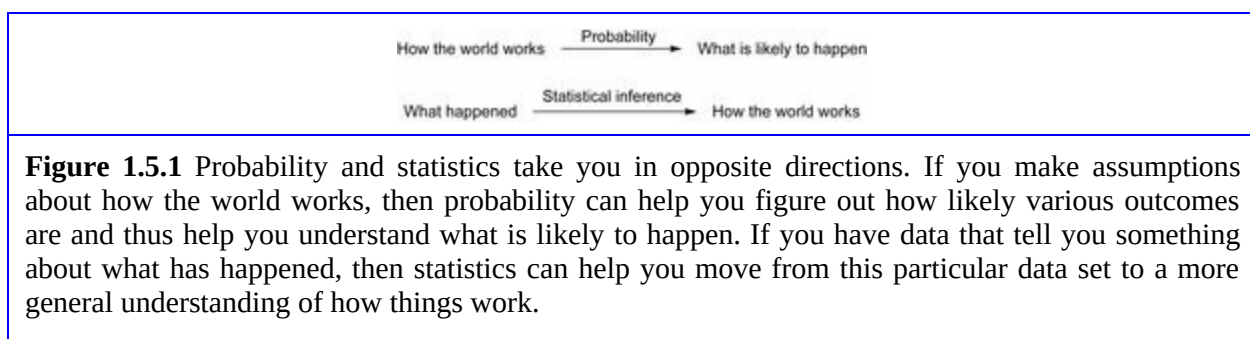 Probability
How the world works What is likely to happen
Statistical inference
What happened How the world works
Figure 1.5.1 Probability and statistics take you in opposite directions. If you make assumptions
about how the world works, then probability can help you figure out how likely various outcomes
are and thus help you understand what is likely to happen. If you have data that tell you something
about what has happened, then statistics can help you move from this particular data set to a more
general understanding of how things work.